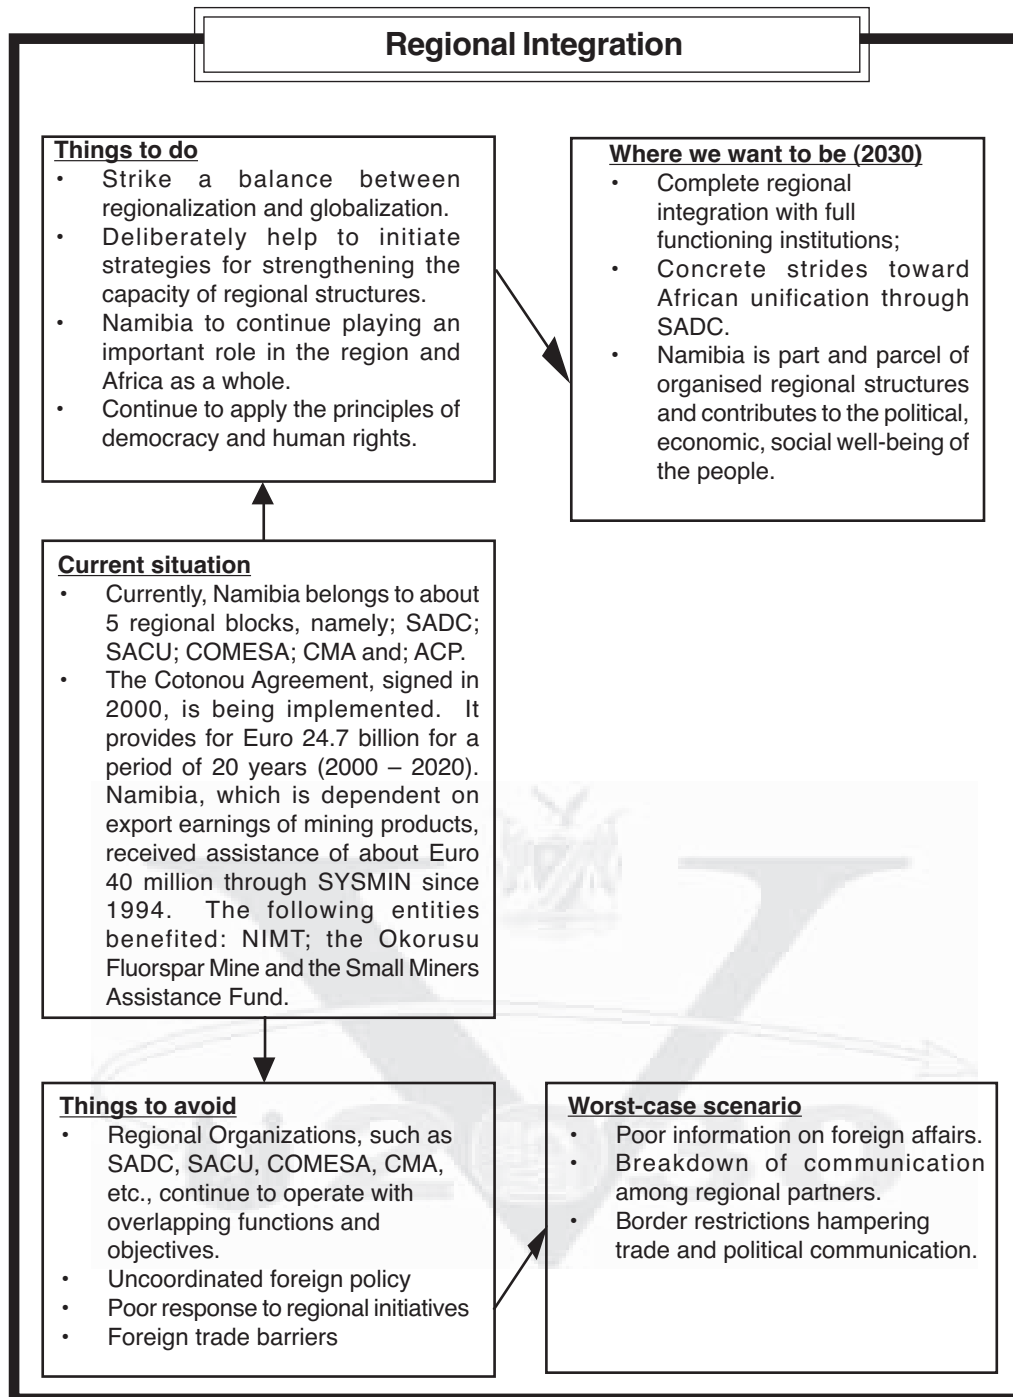 Regional Integration
Things to do
• Strike a balance between
regionalization and globalization.
• Deliberately help to initiate
strategies for strengthening the
capacity of regional structures.
• Namibia to continue playing an
important role in the region and
Africa as a whole.
• Continue to apply the principles of
democracy and human rights.
Where we want to be (2030)
• Complete regional
integration with full
functioning institutions;
• Concrete strides toward
African unification through
SADC.
• Namibia is part and parcel of
organised regional structures
and contributes to the political,
economic, social well-being of
the people.
Current situation
• Currently, Namibia belongs to about
5 regional blocks, namely; SADC;
SACU; COMESA; CMA and; ACP.
• The Cotonou Agreement, signed in
2000, is being implemented. It
provides for Euro 24.7 billion for a
period of 20 years (2000 – 2020).
Namibia, which is dependent on
export earnings of mining products,
received assistance of about Euro
40 million through SYSMIN since
1994. The following entities
benefited: NIMT; the Okorusu
Fluorspar Mine and the Small Miners
Assistance Fund.
Things to avoid
• Regional Organizations, such as
SADC, SACU, COMESA, CMA,
etc., continue to operate with
overlapping functions and
objectives.
• Uncoordinated foreign policy
• Poor response to regional initiatives
• Foreign trade barriers
Worst-case scenario
• Poor information on foreign affairs.
• Breakdown of communication
among regional partners.
• Border restrictions hampering
trade and political communication.